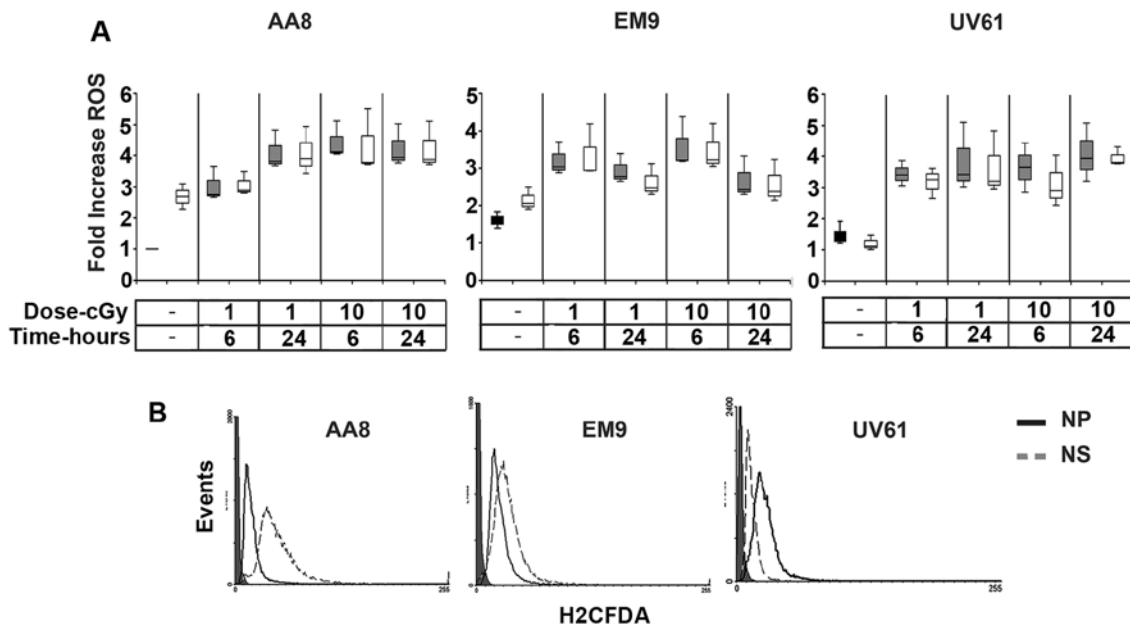 A
AA8
EM9
UV61
Fold Increase ROS
6
5
4
3
2
1
0
5
4
3
2
1
0
6
5
4
3
2
1
0
Dose-cGy - 1 1 10 10
Time-hours - 6 24 6 24
- 1 1 10 10
- 6 24 6 24
- 1 1 10 10
- 6 24 6 24
B
AA8
EM9
UV61
NP
NS
Events
2000
0
255
0
255
2400
0
255
H2CFDA